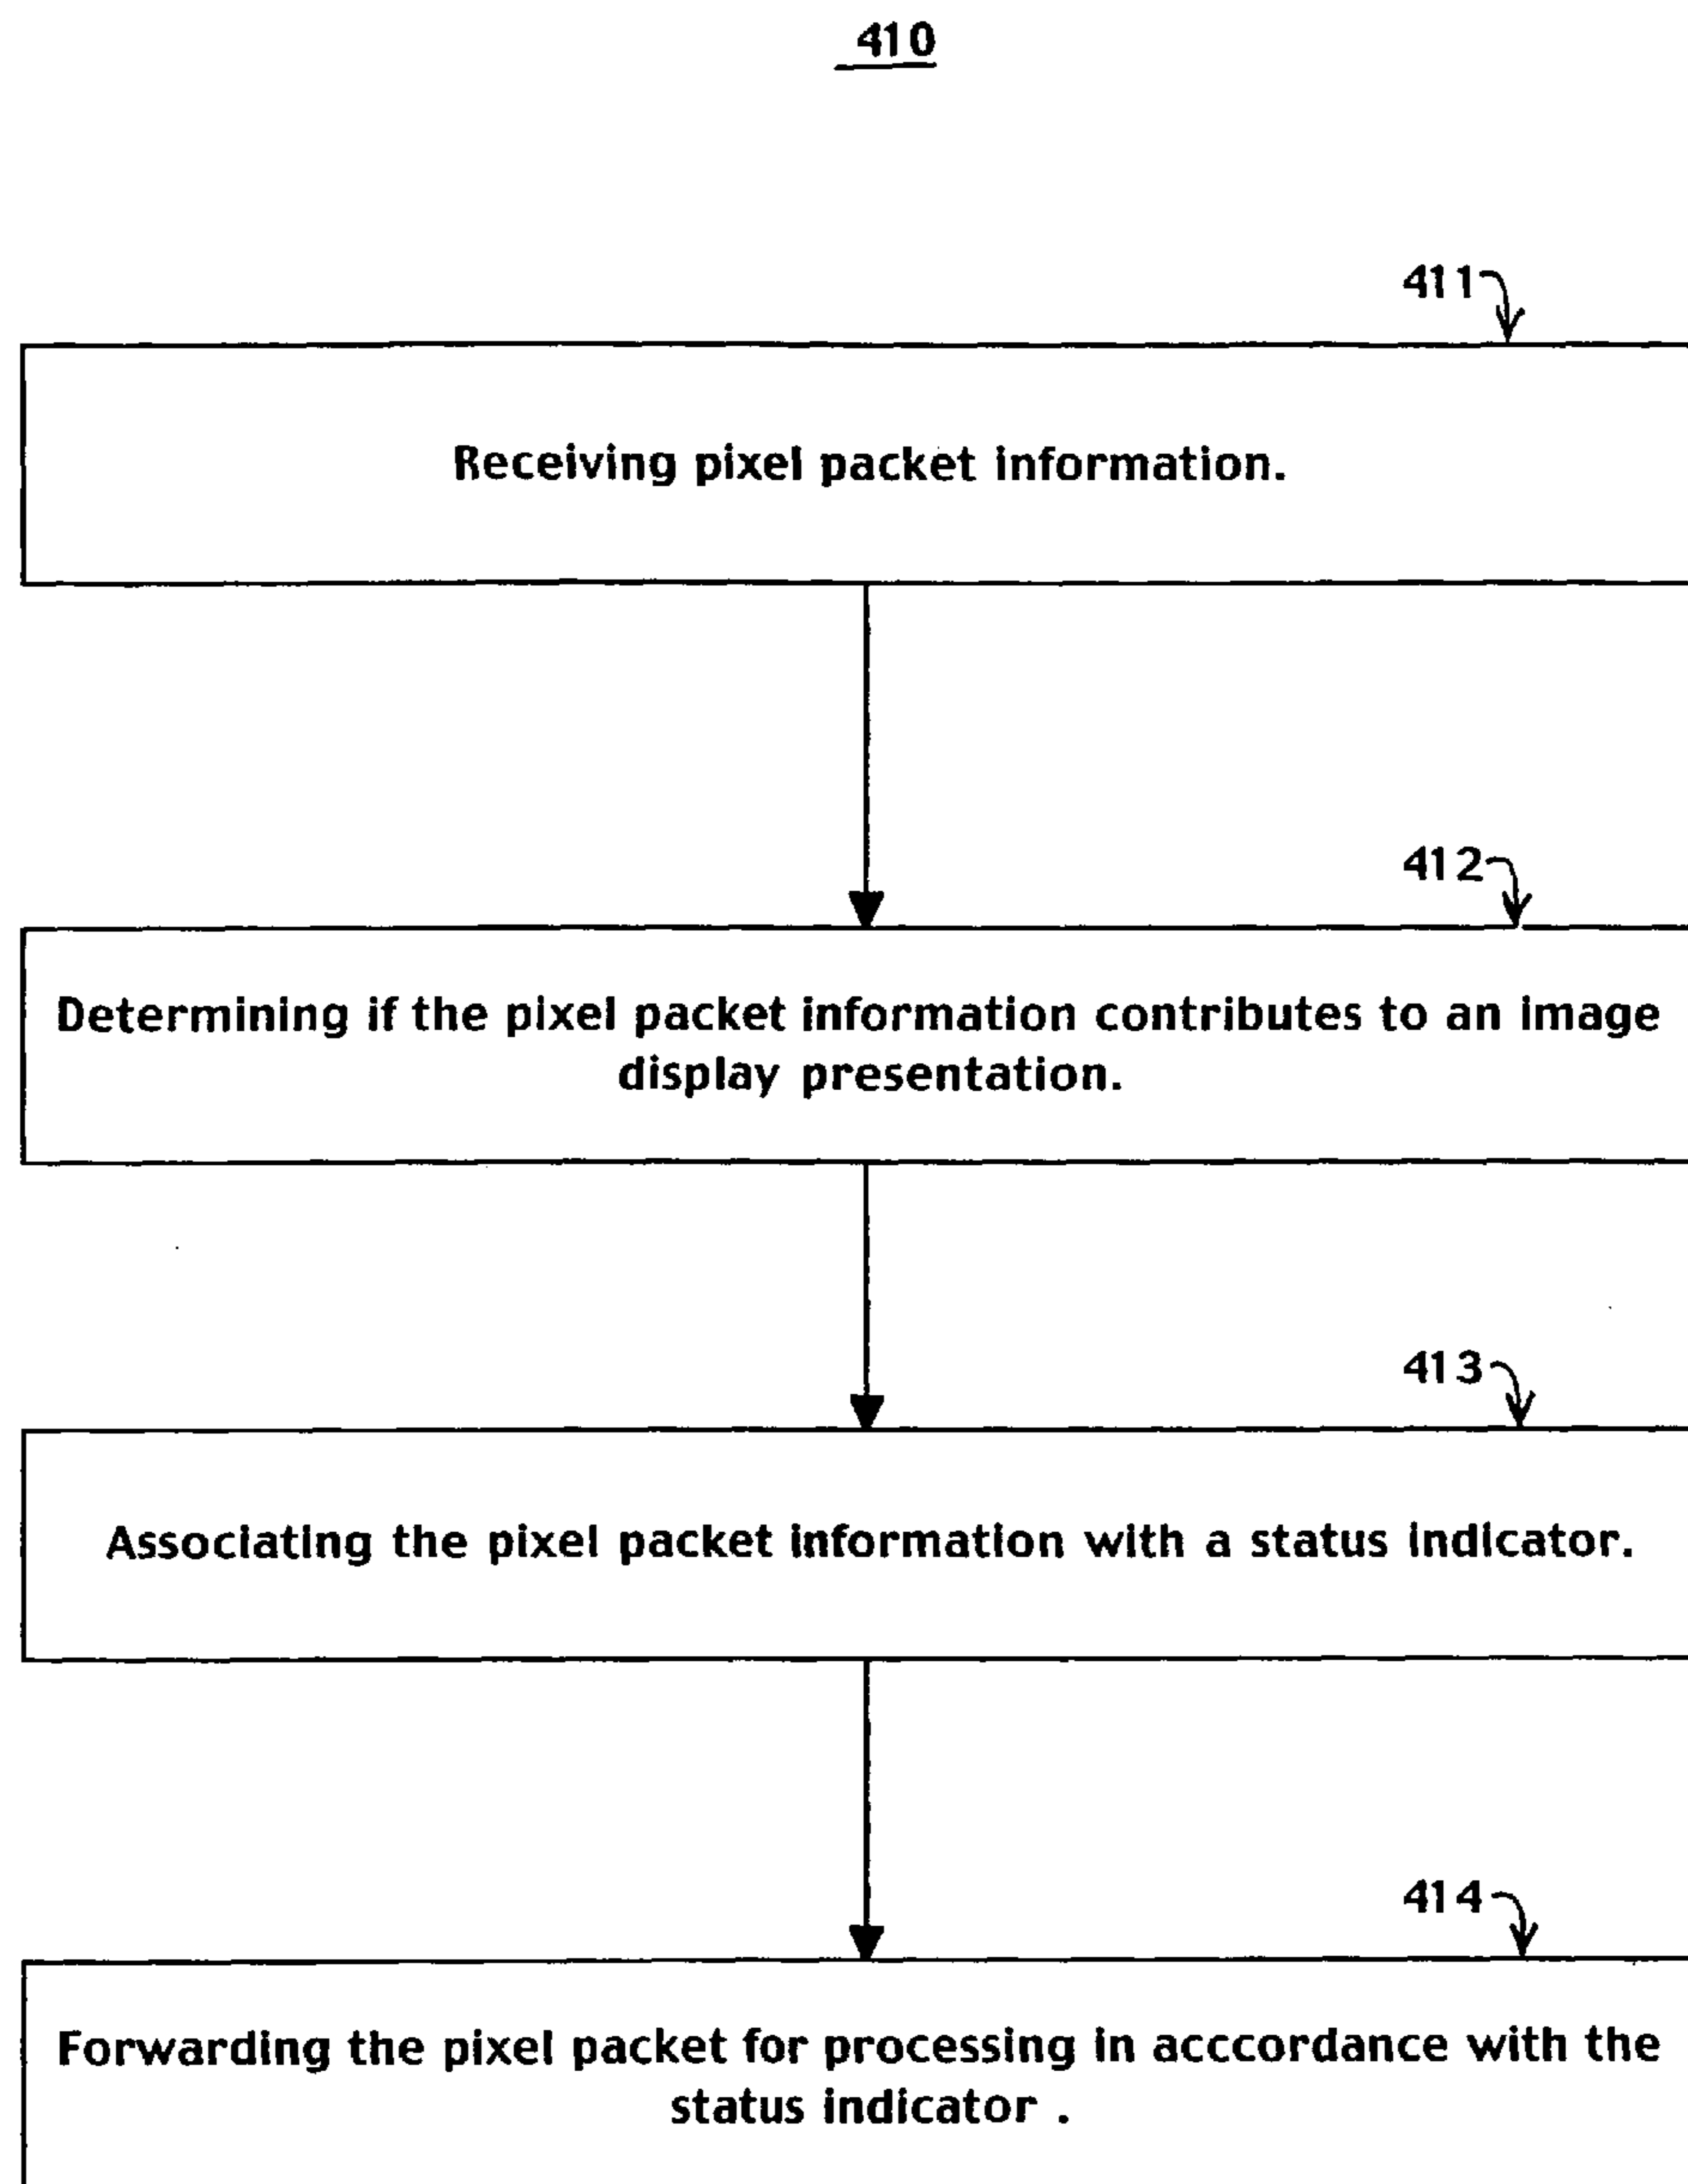 410
411
Receiving pixel packet information.
412
Determining if the pixel packet information contributes to an image
display presentation.
413
Associating the pixel packet information with a status indicator.
414
Forwarding the pixel packet for processing in acccordance with the
status indicator .